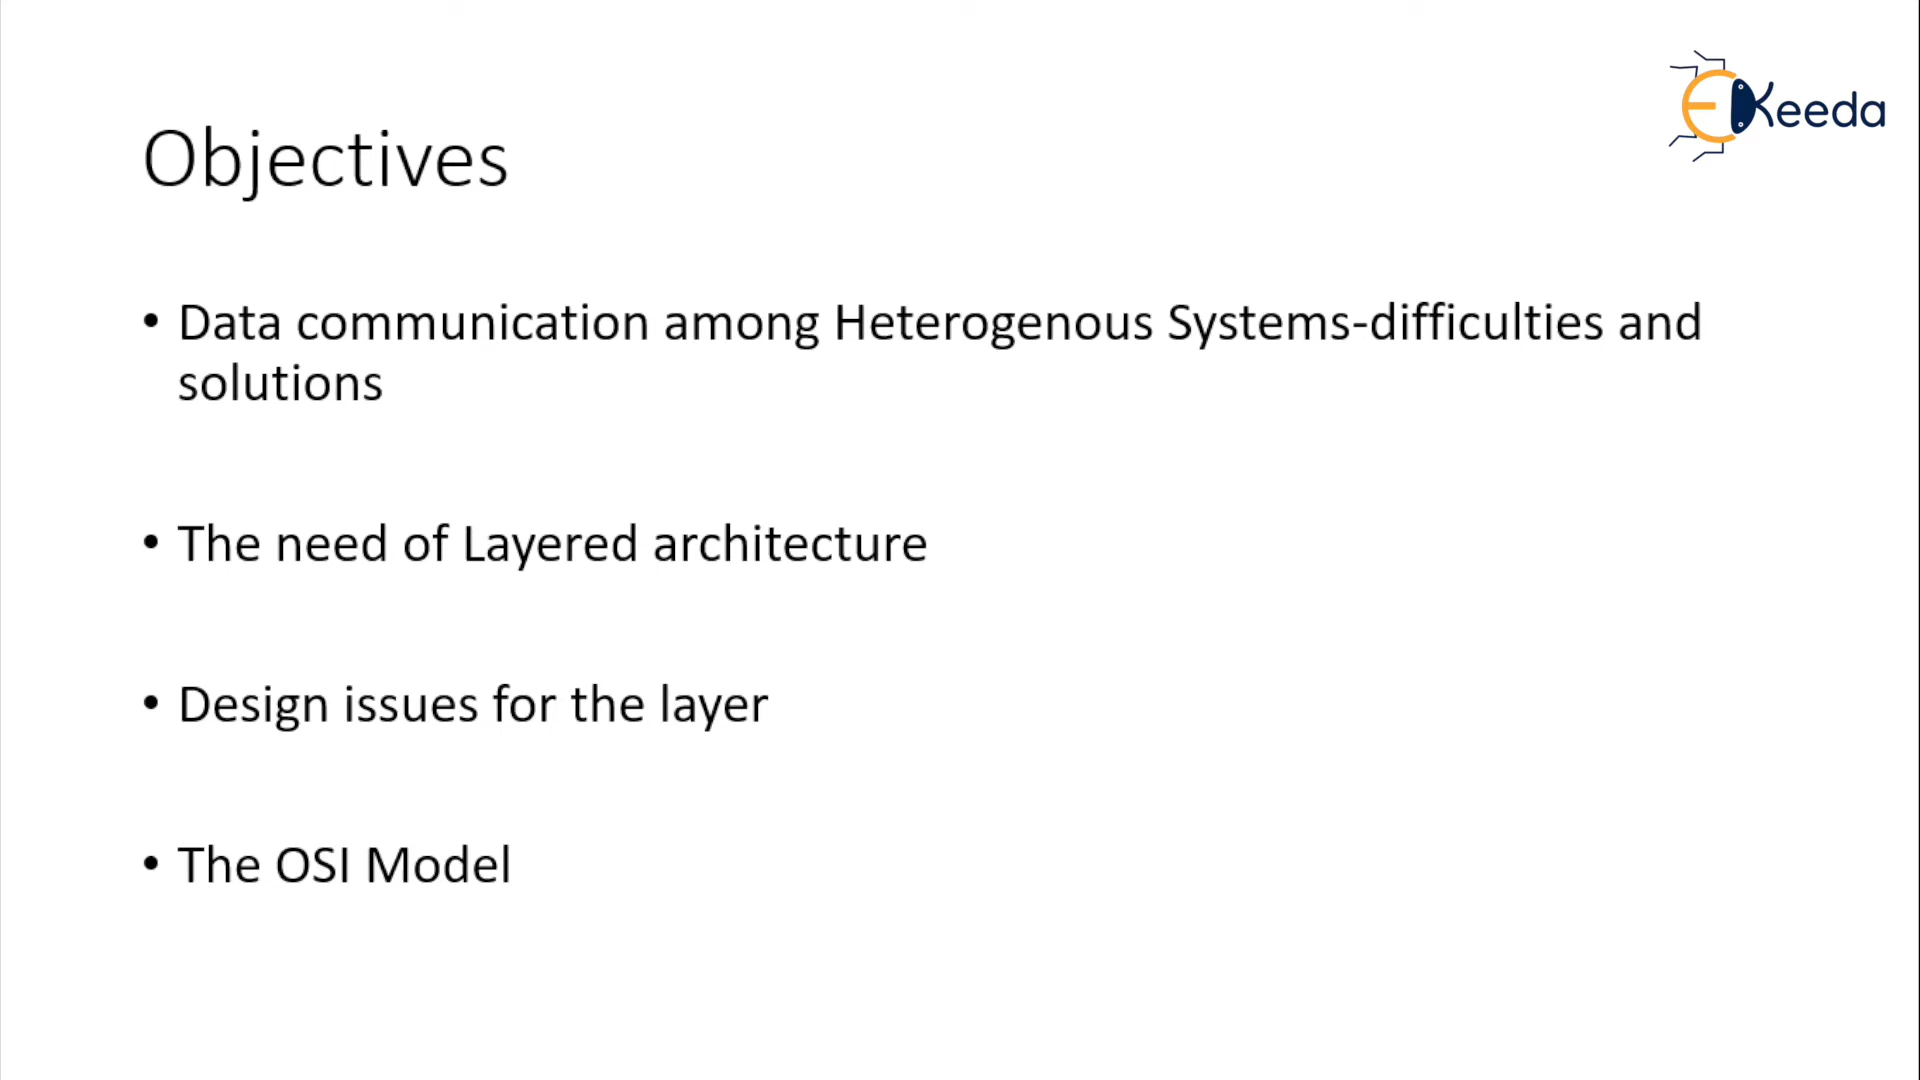 Keeda
Objectives
• Data communication among Heterogenous Systems-difficulties and
solutions
• The need of Layered architecture
• Design issues for the layer
• The OSI Model